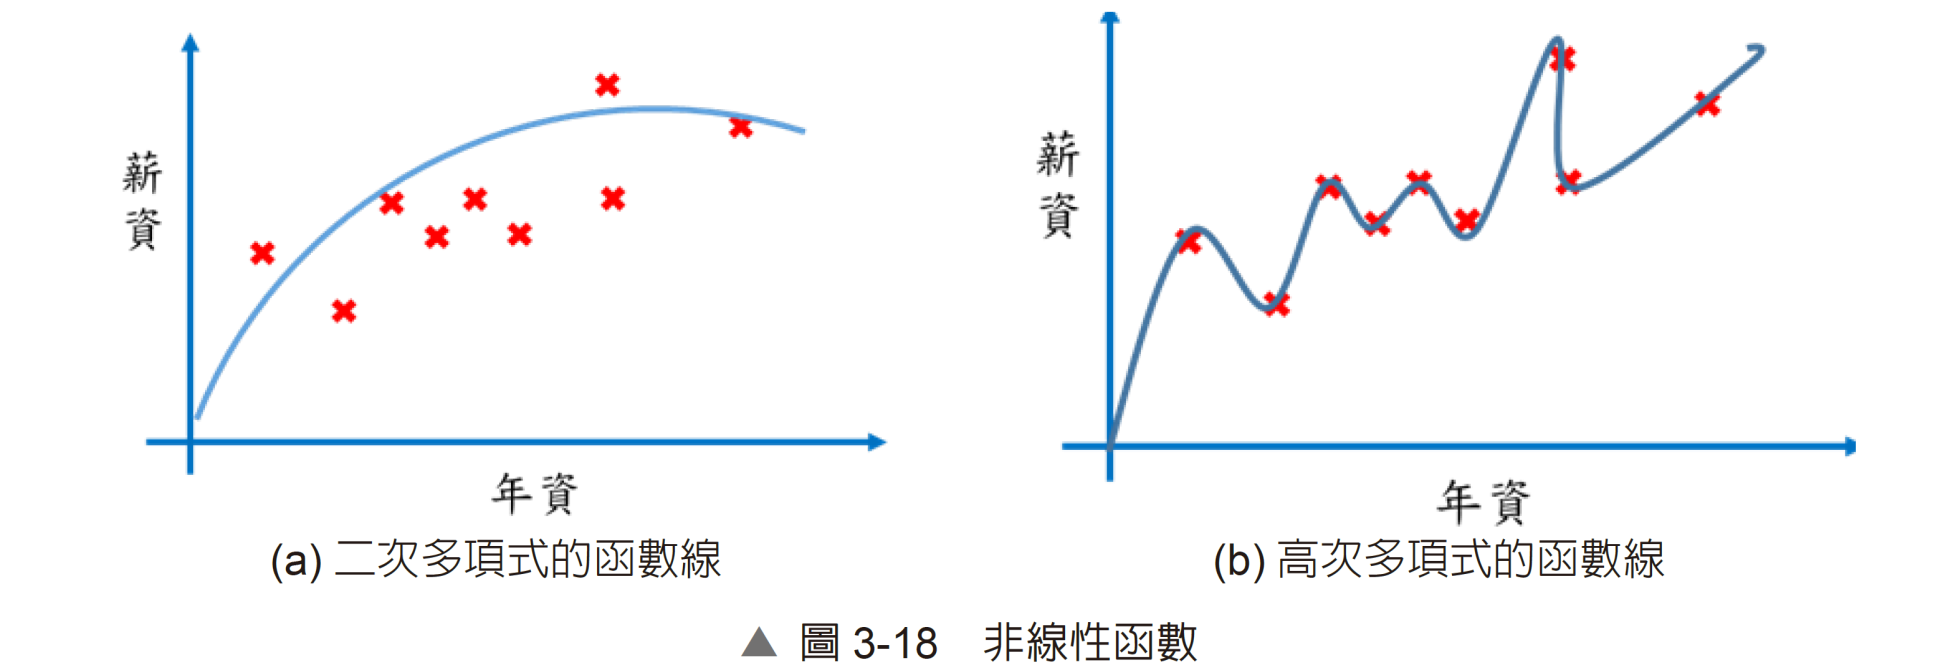 薪資
年資
(a) 二次多項式的函數線
薪資
年資
(b) 高次多項式的函數線
▲ 圖 3-18　非線性函數